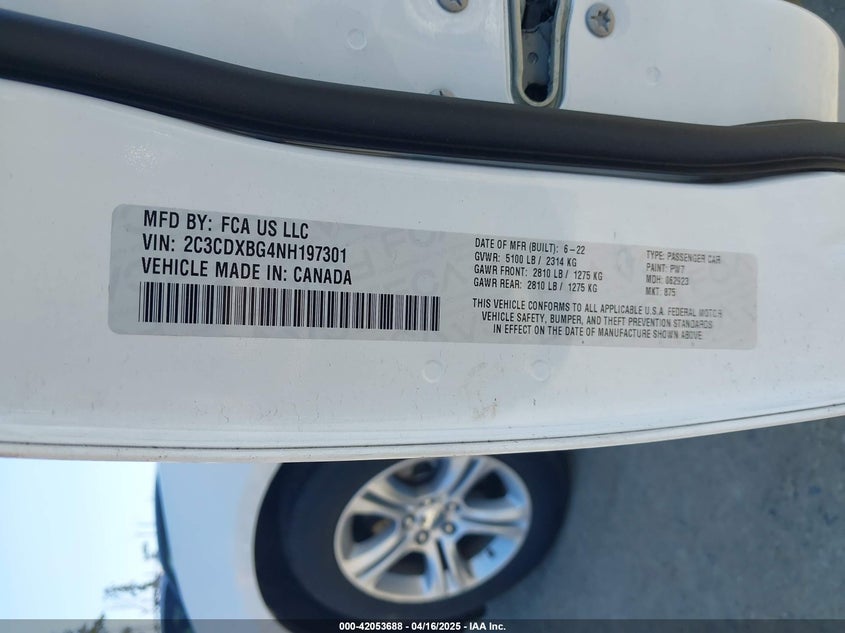 MFD BY: FCA US LLC
VIN: 2C3CDXBG4NH197301
VEHICLE MADE IN: CANADA
DATE OF MFR (BUILT): 6-22
GVWR: 5100 LB / 2314 KG
GAWR FRONT: 2810 LB / 1275 KG
GAWR REAR: 2810 LB / 1275 KG
TYPE: PASSENGER CAR
PAINT: PW7
MDH: 062923
MKT: 875
THIS VEHICLE CONFORMS TO ALL APPLICABLE U.S.A. FEDERAL MOTOR
VEHICLE SAFETY, BUMPER, AND THEFT PREVENTION STANDARDS
IN EFFECT ON THE DATE OF MANUFACTURE SHOWN ABOVE.
000-42053688 - 04/16/2025 - IAA Inc.